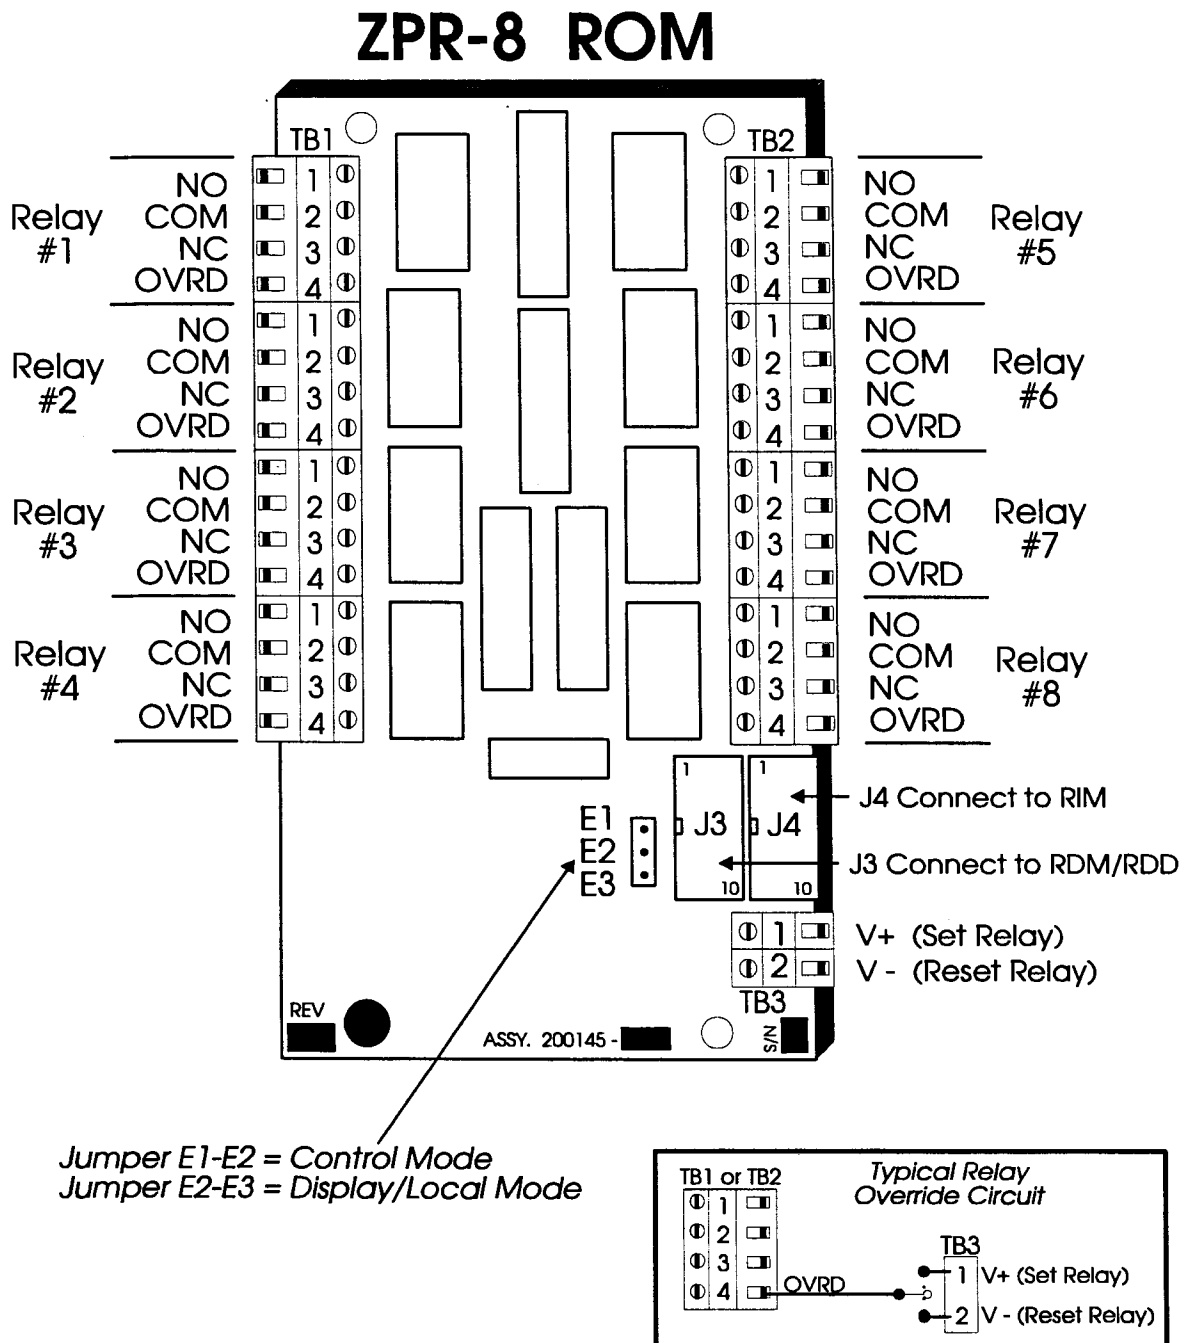 ZPR-8 ROM
TB1
TB2
Relay #1
NO 1
COM 2
NC 3
OVRD 4
Relay #2
NO 1
COM 2
NC 3
OVRD 4
Relay #3
NO 1
COM 2
NC 3
OVRD 4
Relay #4
NO 1
COM 2
NC 3
OVRD 4
1 NO
2 COM
3 NC
4 OVRD
Relay #5
1 NO
2 COM
3 NC
4 OVRD
Relay #6
1 NO
2 COM
3 NC
4 OVRD
Relay #7
1 NO
2 COM
3 NC
4 OVRD
Relay #8
1
J3
10
1
J4
10
J4 Connect to RIM
J3 Connect to RDM/RDD
E1
E2
E3
1 V+ (Set Relay)
2 V - (Reset Relay)
TB3
REV
ASSY. 200145 -
S/N
Jumper E1-E2 = Control Mode
Jumper E2-E3 = Display/Local Mode
Typical Relay
Override Circuit
TB1 or TB2
1
2
3
4
OVRD
TB3
1 V+ (Set Relay)
2 V - (Reset Relay)